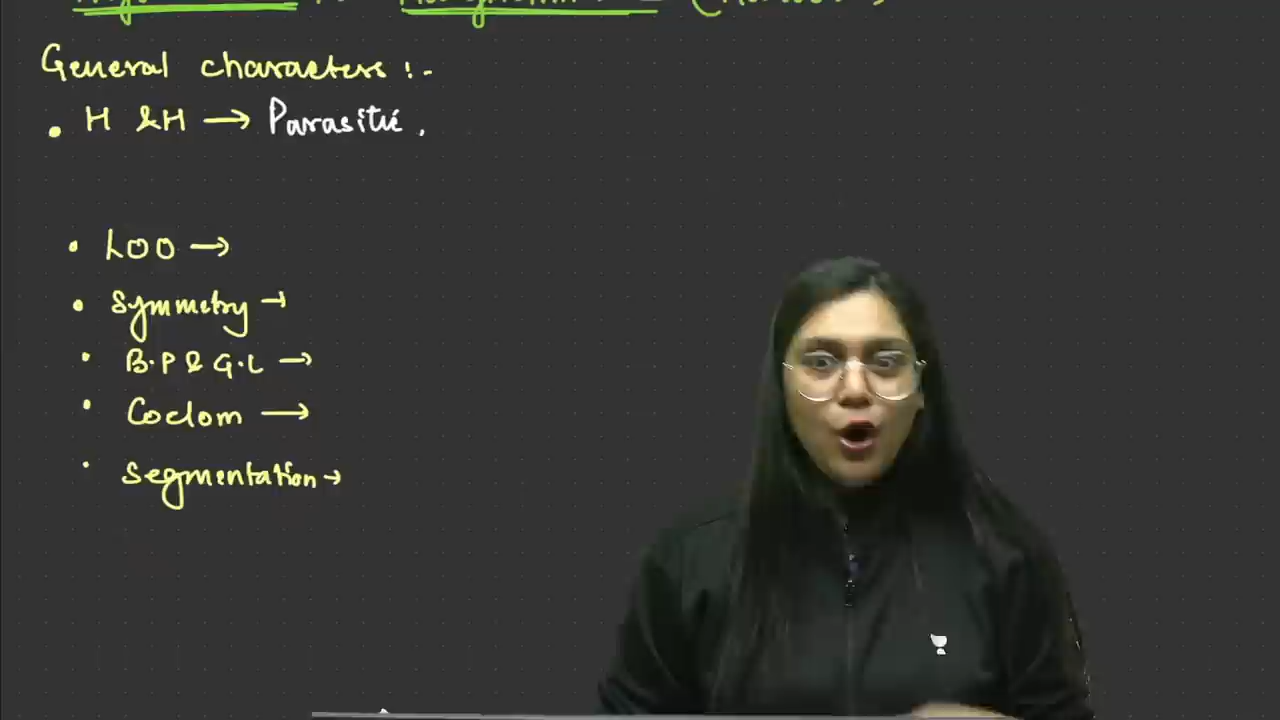 General characters :-
• H & H → Parasitic.
• LOO →
• Symmetry →
• B.P & G.L →
• Coelom →
• Segmentation →